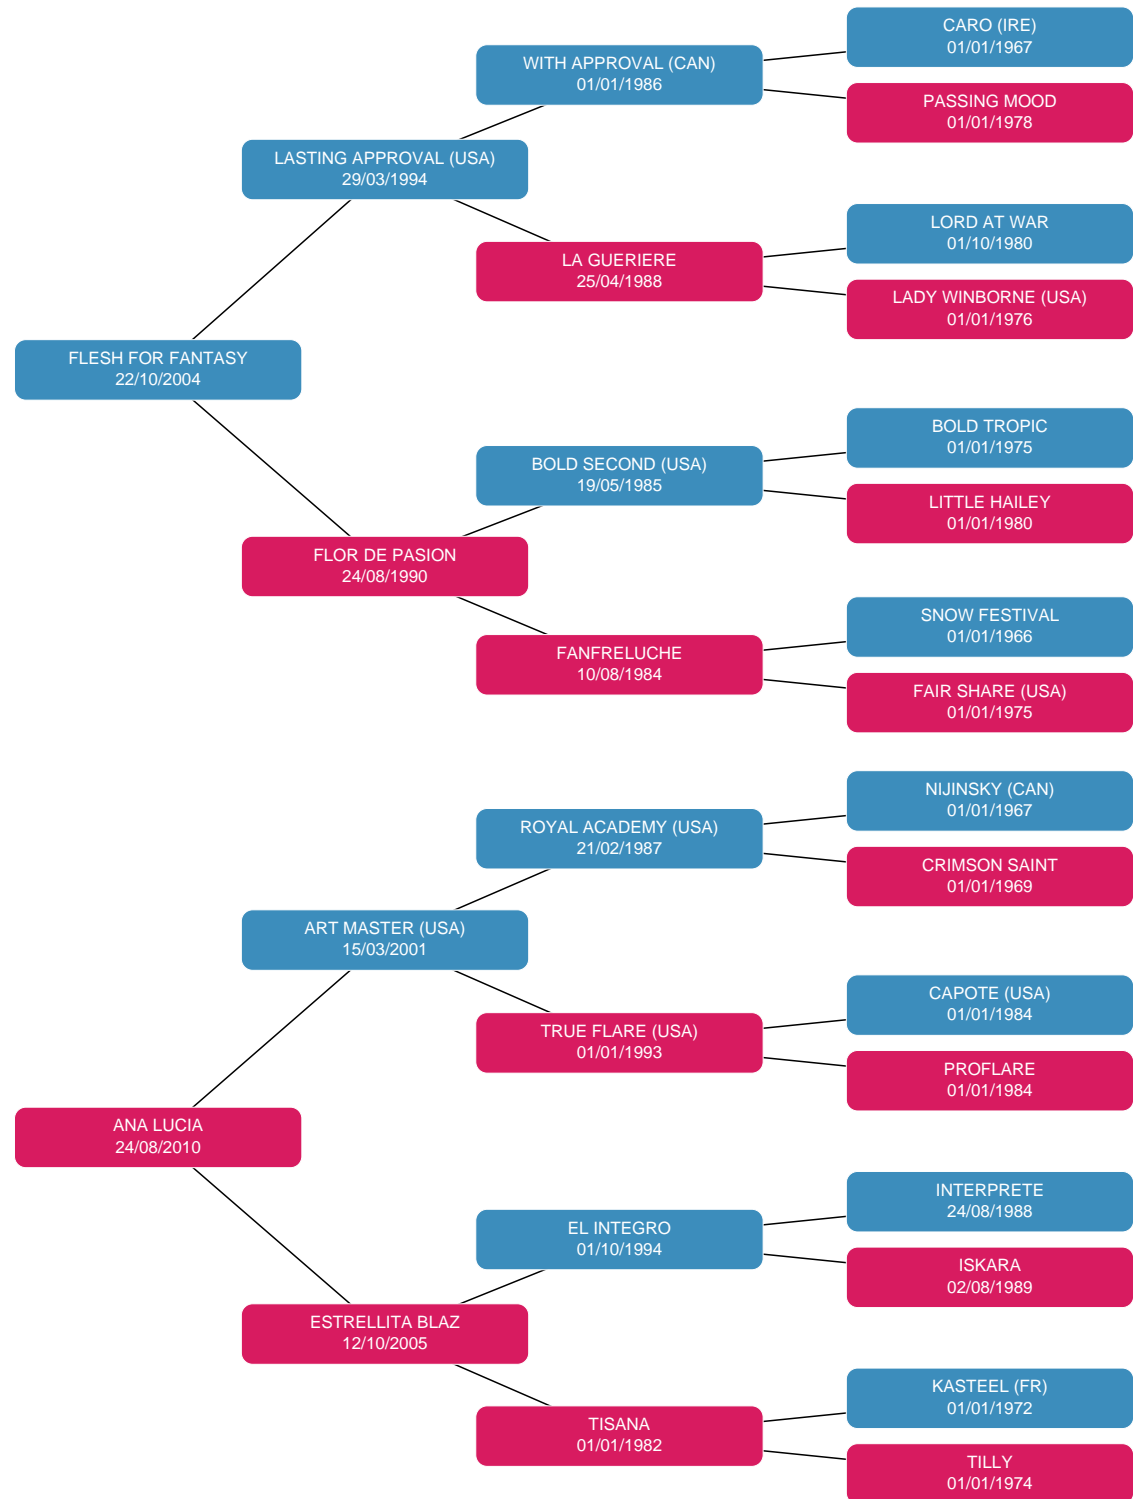 CARO (IRE)
01/01/1967
WITH APPROVAL (CAN)
01/01/1986
PASSING MOOD
01/01/1978
LASTING APPROVAL (USA)
29/03/1994
LORD AT WAR
01/10/1980
LA GUERIERE
25/04/1988
LADY WINBORNE (USA)
01/01/1976
FLESH FOR FANTASY
22/10/2004
BOLD TROPIC
01/01/1975
BOLD SECOND (USA)
19/05/1985
LITTLE HAILEY
01/01/1980
FLOR DE PASION
24/08/1990
SNOW FESTIVAL
01/01/1966
FANFRELUCHE
10/08/1984
FAIR SHARE (USA)
01/01/1975
NIJINSKY (CAN)
01/01/1967
ROYAL ACADEMY (USA)
21/02/1987
CRIMSON SAINT
01/01/1969
ART MASTER (USA)
15/03/2001
CAPOTE (USA)
01/01/1984
TRUE FLARE (USA)
01/01/1993
PROFLARE
01/01/1984
ANA LUCIA
24/08/2010
INTERPRETE
24/08/1988
EL INTEGRO
01/10/1994
ISKARA
02/08/1989
ESTRELLITA BLAZ
12/10/2005
KASTEEL (FR)
01/01/1972
TISANA
01/01/1982
TILLY
01/01/1974